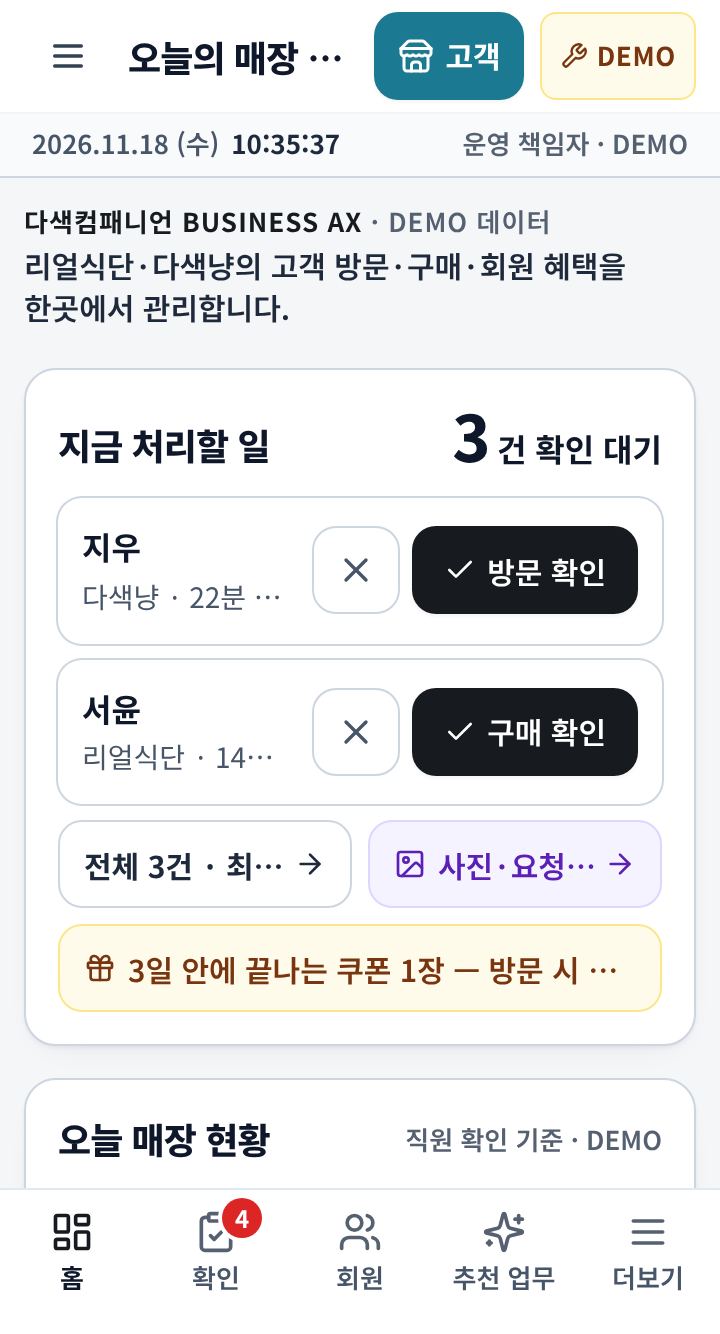 오늘의 매장 ⋯
고객
DEMO
2026.11.18 (수) 10:35:37
운영 책임자 · DEMO
다색컴패니언 BUSINESS AX · DEMO 데이터
리얼식단·다색냥의 고객 방문·구매·회원 혜택을
한곳에서 관리합니다.
지금 처리할 일
3 건 확인 대기
지우
다색냥 · 22분 ⋯
방문 확인
서윤
리얼식단 · 14⋯
구매 확인
전체 3건 · 최⋯
사진·요청⋯
3일 안에 끝나는 쿠폰 1장 — 방문 시 ⋯
오늘 매장 현황
직원 확인 기준 · DEMO
4
홈
확인
회원
추천 업무
더보기